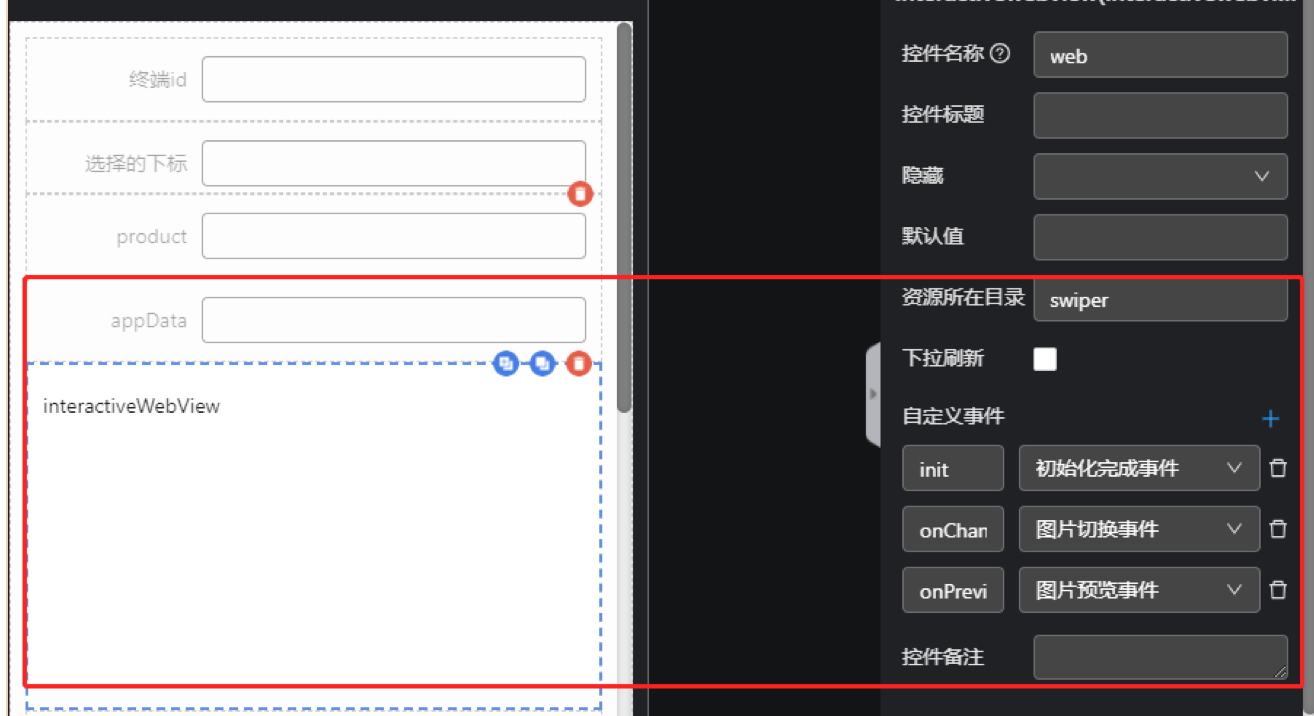 终端id
选择的下标
product
appData
interactiveWebView
控件名称
web
控件标题
隐藏
默认值
资源所在目录
swiper
下拉刷新
自定义事件
init
初始化完成事件
onChan
图片切换事件
onPrevi
图片预览事件
控件备注